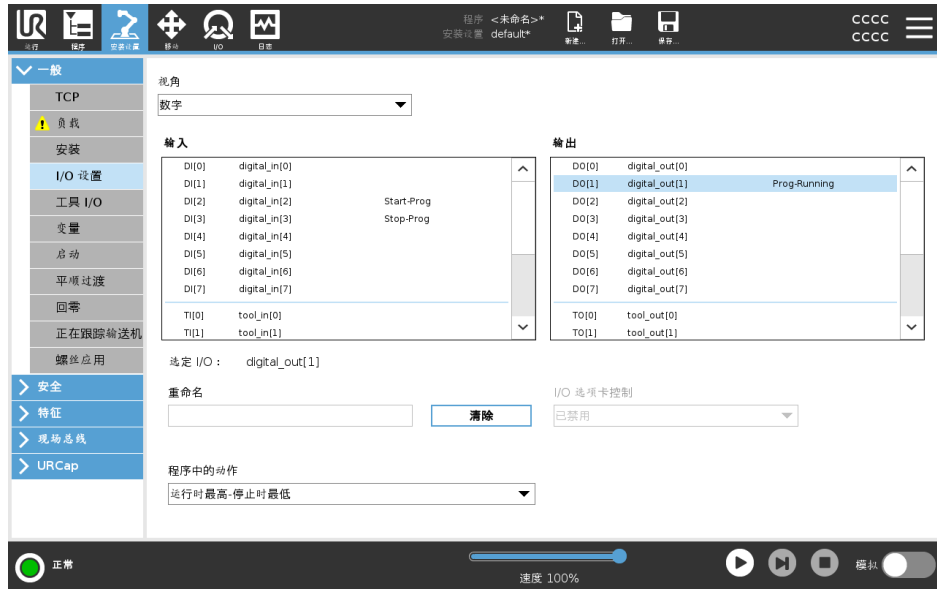 运行 程序 安装设置 移动 I/O 日志
程序 <未命名>*
安装设置 default*
新建... 打开... 保存...
cccc
cccc
一般
TCP
负载
安装
I/O 设置
工具 I/O
变量
启动
平顺过渡
回零
正在跟踪输送机
螺丝应用
安全
特征
现场总线
URCap
视角
数字
输入
DI[0] digital_in[0]
DI[1] digital_in[1]
DI[2] digital_in[2] Start-Prog
DI[3] digital_in[3] Stop-Prog
DI[4] digital_in[4]
DI[5] digital_in[5]
DI[6] digital_in[6]
DI[7] digital_in[7]
TI[0] tool_in[0]
TI[1] tool_in[1]
输出
DO[0] digital_out[0]
DO[1] digital_out[1] Prog-Running
DO[2] digital_out[2]
DO[3] digital_out[3]
DO[4] digital_out[4]
DO[5] digital_out[5]
DO[6] digital_out[6]
DO[7] digital_out[7]
TO[0] tool_out[0]
TO[1] tool_out[1]
选定 I/O： digital_out[1]
重命名
清除
I/O 选项卡控制
已禁用
程序中的动作
运行时最高-停止时最低
正常
速度 100%
模拟